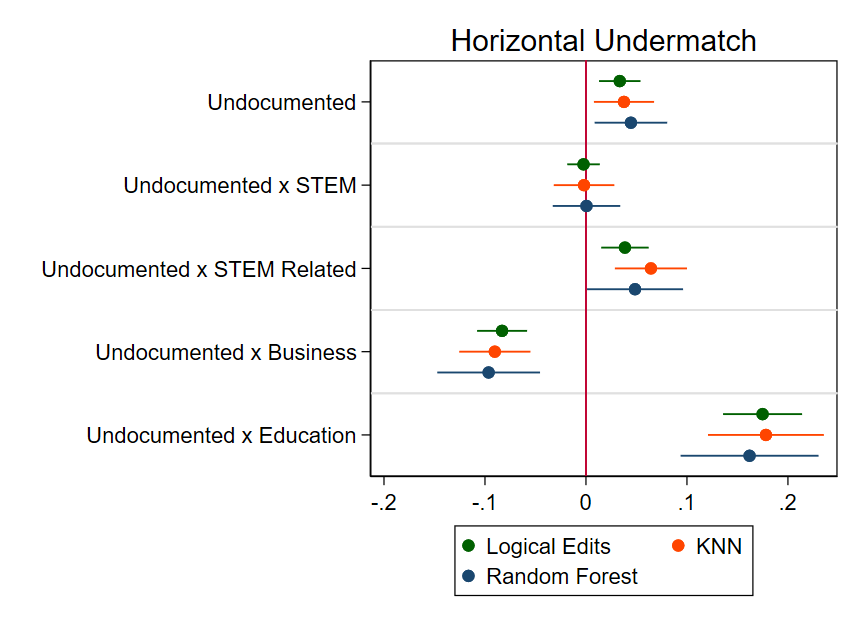 Horizontal Undermatch
Undocumented
Undocumented x STEM
Undocumented x STEM Related
Undocumented x Business
Undocumented x Education
-.2 -.1 0 .1 .2
Logical Edits KNN
Random Forest